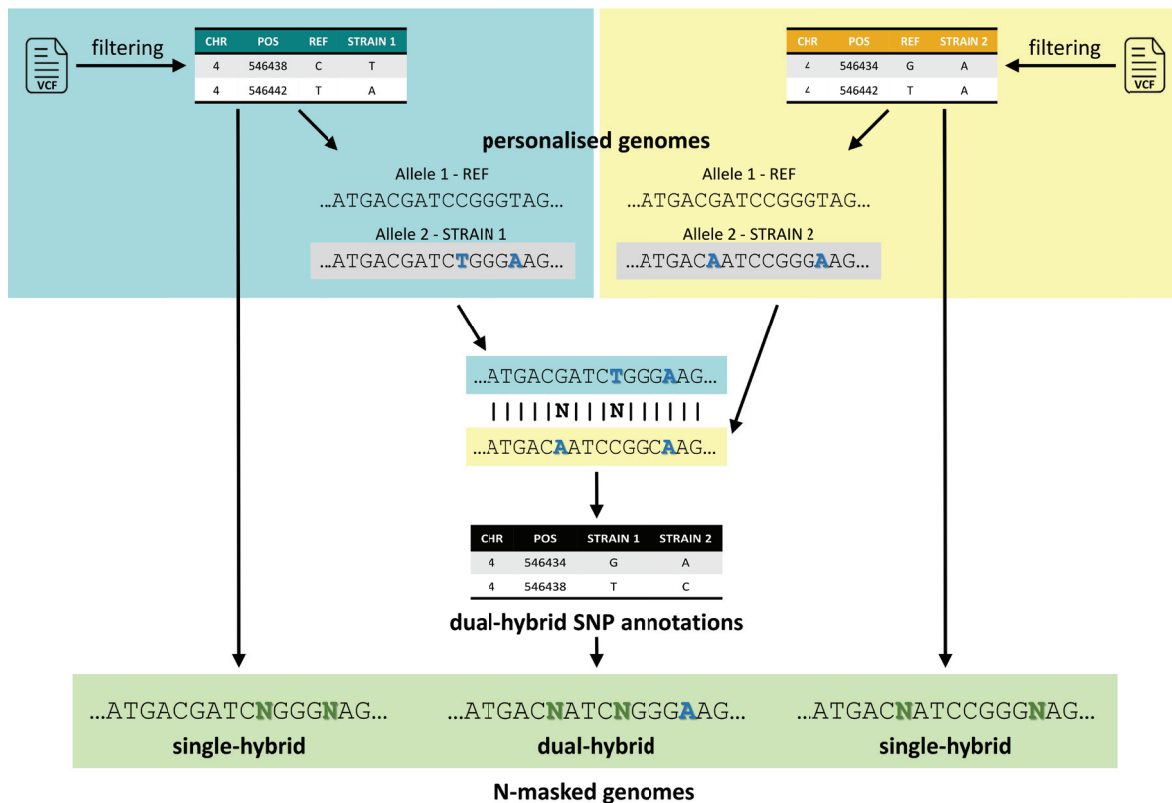 filtering
VCF
CHR POS REF STRAIN 1
4 546438 C T
4 546442 T A
CHR POS REF STRAIN 2
4 546434 G A
4 546442 T A
filtering
VCF
personalised genomes
Allele 1 - REF
...ATGACGATCCGGGTAG...
Allele 2 - STRAIN 1
...ATGACGATCTGGGAAG...
Allele 1 - REF
...ATGACGATCCGGGTAG...
Allele 2 - STRAIN 2
...ATGACAATCCGGGAAG...
...ATGACGATCTGGGAAG...
|||||N|||N||||||
...ATGACAATCCGGCAAG...
CHR POS STRAIN 1 STRAIN 2
4 546434 G A
4 546438 T C
dual-hybrid SNP annotations
...ATGACGATCNGGGNAG...
single-hybrid
...ATGACNATCNGGGAAG...
dual-hybrid
...ATGACNATCCGGGNAG...
single-hybrid
N-masked genomes